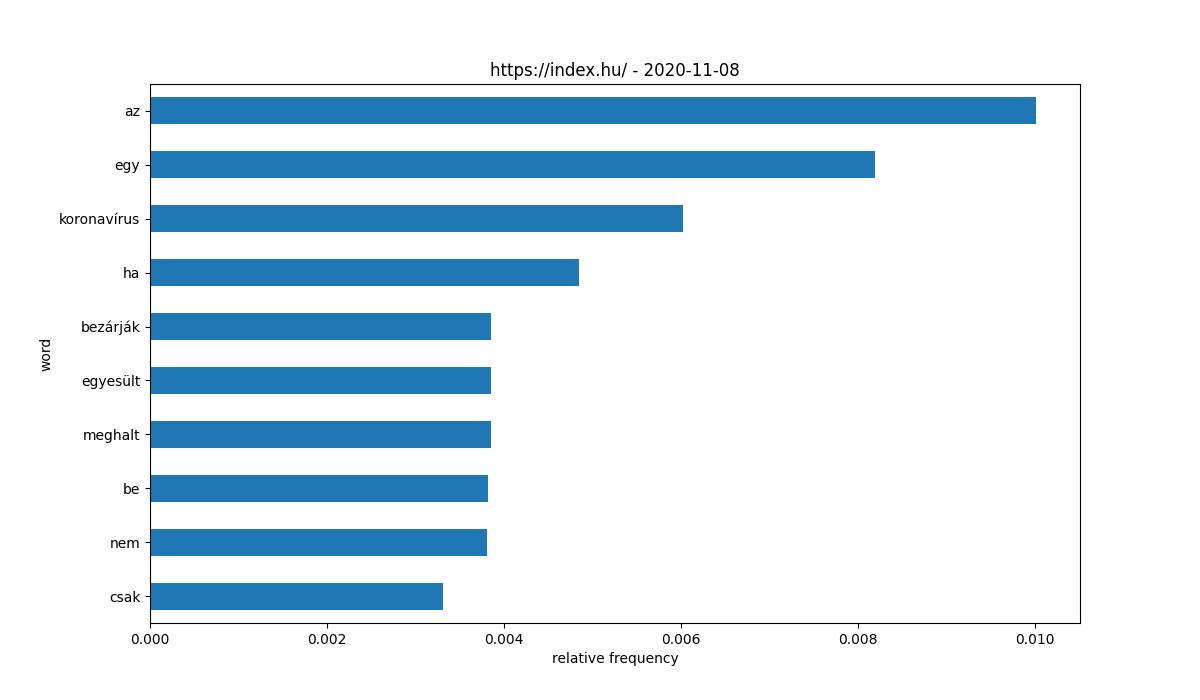 https://index.hu/ - 2020-11-08
az
egy
koronavírus
ha
bezárják
egyesült
meghalt
be
nem
csak
word
0.000 0.002 0.004 0.006 0.008 0.010
relative frequency